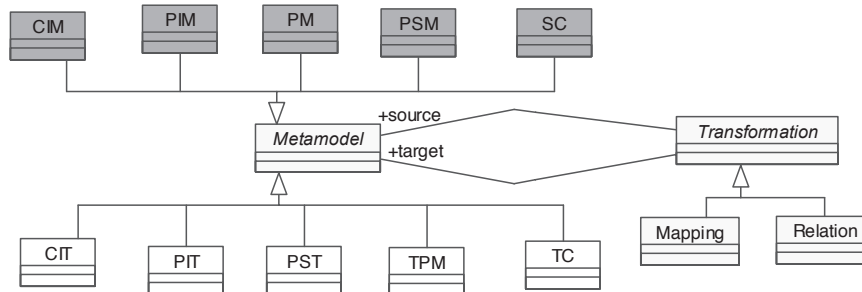 CIM
PIM
PM
PSM
SC
+source
Metamodel
+target
Transformation
Mapping
Relation
CIT
PIT
PST
TPM
TC